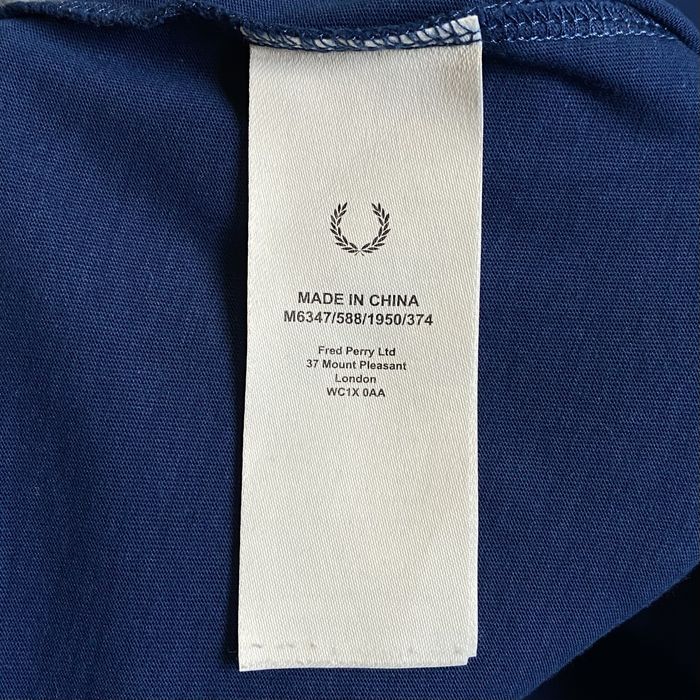 MADE IN CHINA
M6347/588/1950/374
Fred Perry Ltd
37 Mount Pleasant
London
WC1X 0AA